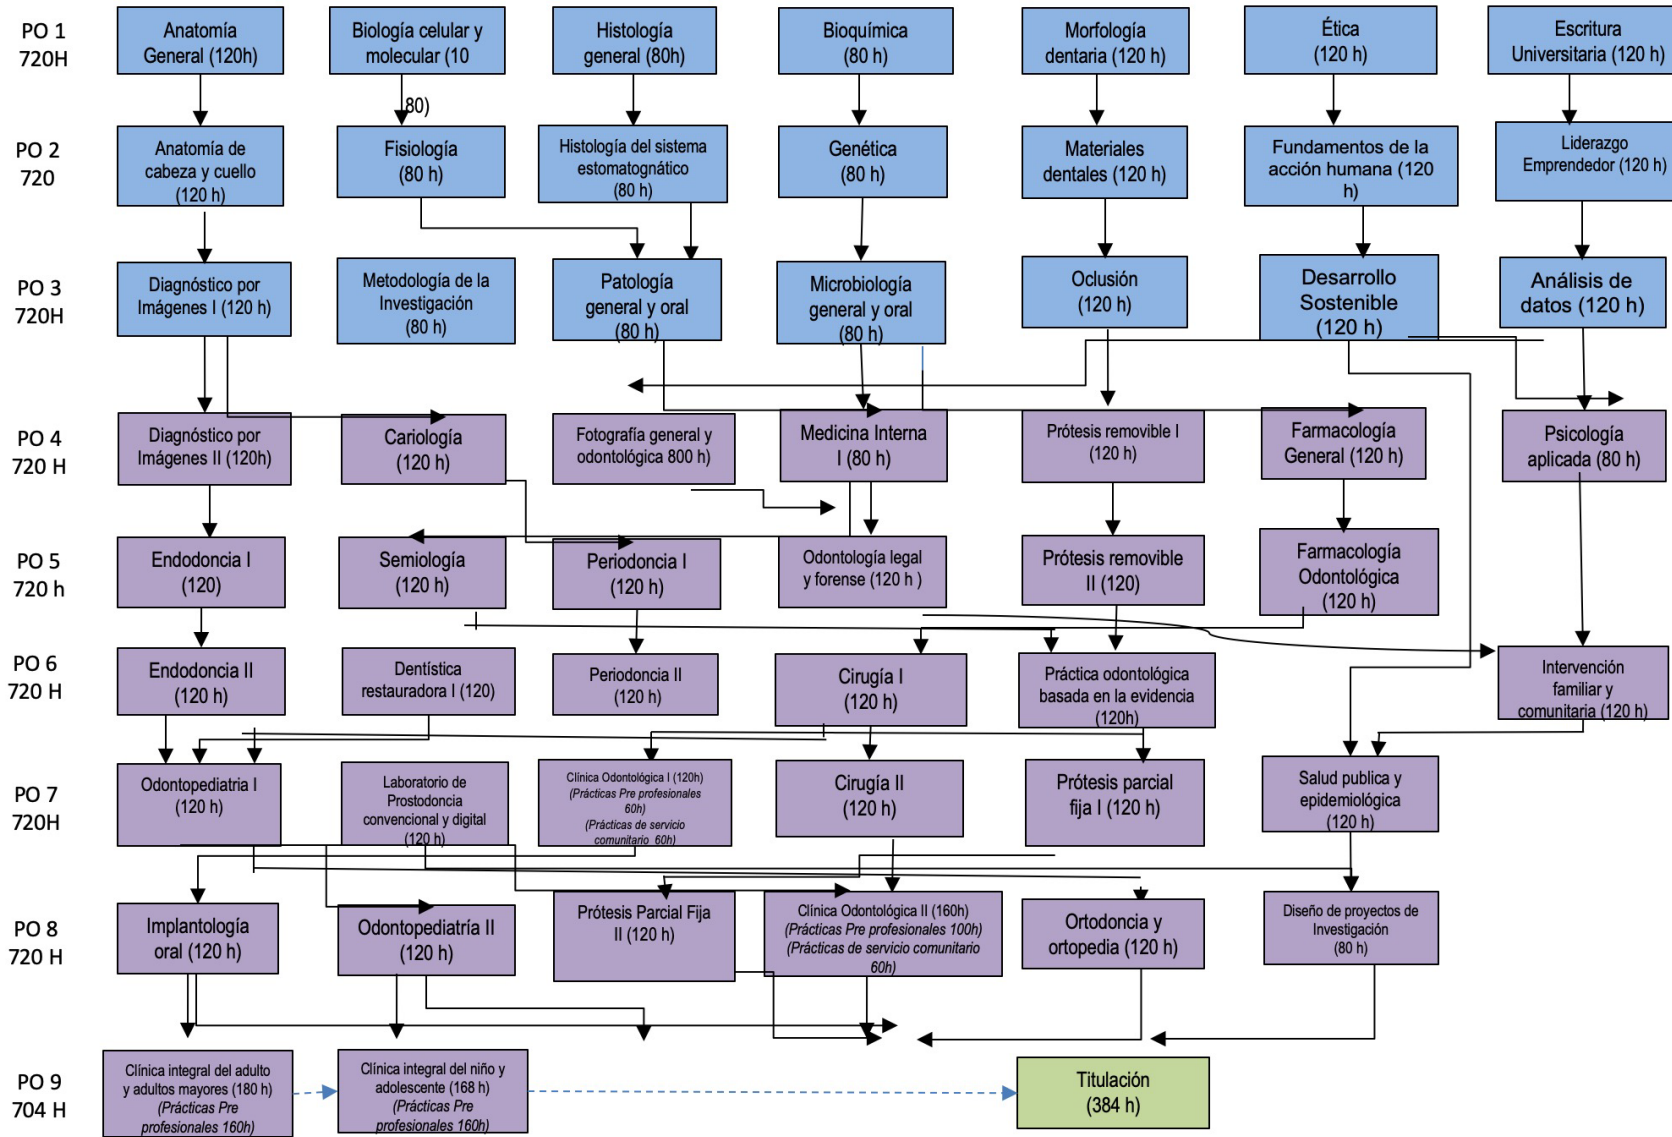 PO 1
720H
Anatomía
General (120h)
Biología celular y
molecular (10
80)
Histología
general (80h)
Bioquímica
(80 h)
Morfología
dentaria (120 h)
Ética
(120 h)
Escritura
Universitaria (120 h)
PO 2
720
Anatomía de
cabeza y cuello
(120 h)
Fisiología
(80 h)
Histología del sistema
estomatognático
(80 h)
Genética
(80 h)
Materiales
dentales (120 h)
Fundamentos de la
acción humana (120
h)
Liderazgo
Emprendedor (120 h)
PO 3
720H
Diagnóstico por
Imágenes I (120 h)
Metodología de la
Investigación
(80 h)
Patología
general y oral
(80 h)
Microbiología
general y oral
(80 h)
Oclusión
(120 h)
Desarrollo
Sostenible
(120 h)
Análisis de
datos (120 h)
PO 4
720 H
Diagnóstico por
Imágenes II (120h)
Cariología
(120 h)
Fotografía general y
odontológica 800 h)
Medicina Interna
I (80 h)
Prótesis removible I
(120 h)
Farmacología
General (120 h)
Psicología
aplicada (80 h)
PO 5
720 h
Endodoncia I
(120)
Semiología
(120 h)
Periodoncia I
(120 h)
Odontología legal
y forense (120 h )
Prótesis removible
II (120)
Farmacología
Odontológica
(120 h)
PO 6
720 H
Endodoncia II
(120 h)
Dentística
restauradora I (120)
Periodoncia II
(120 h)
Cirugía I
(120 h)
Práctica odontológica
basada en la evidencia
(120h)
Intervención
familiar y
comunitaria (120 h)
PO 7
720H
Odontopediatria I
(120 h)
Laboratorio de
Prostodoncia
convencional y digital
(120 h)
Clínica Odontológica I (120h)
(Prácticas Pre profesionales
60h)
(Prácticas de servicio
comunitario 60h)
Cirugía II
(120 h)
Prótesis parcial
fija I (120 h)
Salud publica y
epidemiológica
(120 h)
PO 8
720 H
Implantología
oral (120 h)
Odontopediatría II
(120 h)
Prótesis Parcial Fija
II (120 h)
Clínica Odontológica II (160h)
(Prácticas Pre profesionales 100h)
(Prácticas de servicio comunitario
60h)
Ortodoncia y
ortopedia (120 h)
Diseño de proyectos de
Investigación
(80 h)
PO 9
704 H
Clínica integral del adulto
y adultos mayores (180 h)
(Prácticas Pre
profesionales 160h)
Clínica integral del niño y
adolescente (168 h)
(Prácticas Pre
profesionales 160h)
Titulación
(384 h)